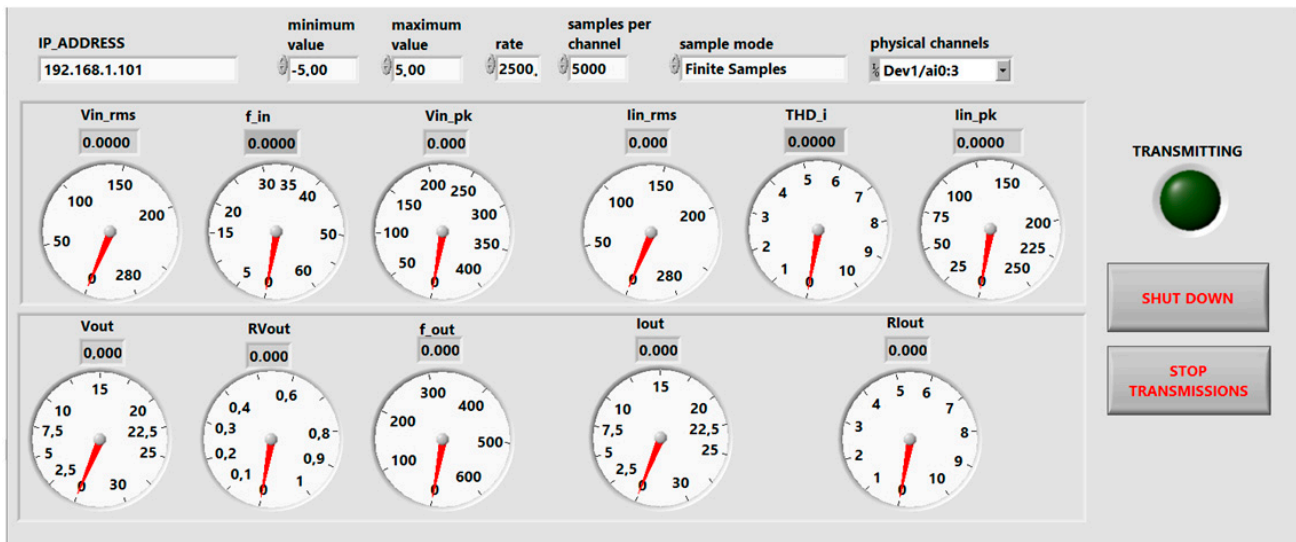 IP_ADDRESS
minimum
value
maximum
value
rate
samples per
channel
sample mode
physical channels
192.168.1.101
-5,00
5,00
2500,
5000
Finite Samples
Dev1/ai0:3
Vin_rms
f_in
Vin_pk
Iin_rms
THD_i
Iin_pk
0.0000
0.0000
0.000
0,000
0,0000
0,0000
0 50 100 150 200 280
0 5 15 20 30 35 40 50 60
0 50 100 150 200 250 300 350 400
0 50 100 150 200 280
0 1 2 3 4 5 6 7 8 9 10
0 25 50 75 100 150 200 225 250
TRANSMITTING
SHUT DOWN
STOP
TRANSMISSIONS
Vout
RVout
f_out
Iout
RIout
0,000
0.000
0.000
0.000
0.000
0 2,5 5 7,5 10 15 20 22,5 25 30
0 0,1 0,2 0,3 0,4 0,6 0,8 0,9 1
0 100 200 300 400 500 600
0 2,5 5 7,5 10 15 20 22,5 25 30
0 1 2 3 4 5 6 7 8 9 10